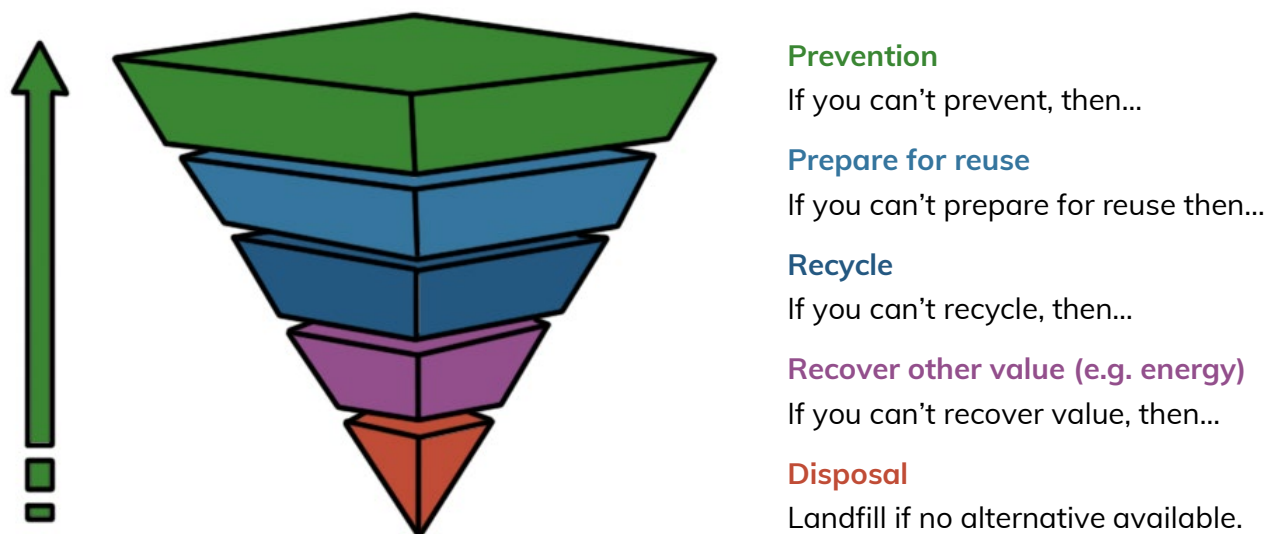 Prevention
If you can’t prevent, then...
Prepare for reuse
If you can’t prepare for reuse then...
Recycle
If you can’t recycle, then...
Recover other value (e.g. energy)
If you can’t recover value, then...
Disposal
Landfill if no alternative available.